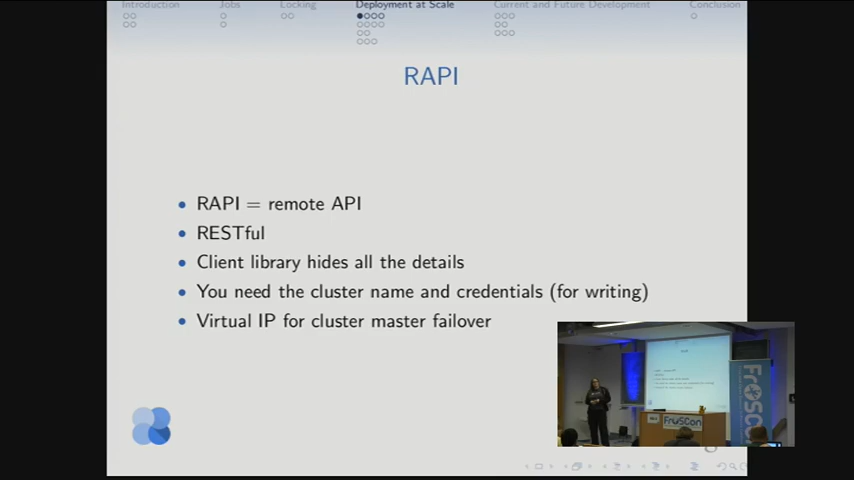 Introduction Jobs Locking Deployment at Scale Current and Future Development Conclusion
RAPI
RAPI = remote API
RESTful
Client library hides all the details
You need the cluster name and credentials (for writing)
Virtual IP for cluster master failover
FrOSCon
FrOSCon